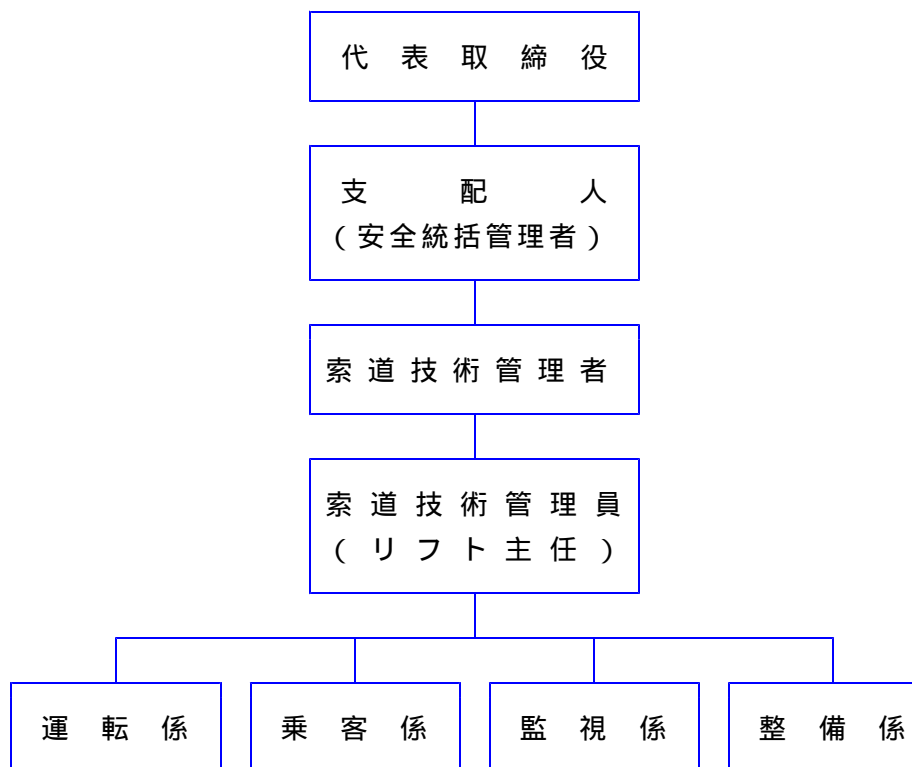 代表取締役
支配人
(安全統括管理者)
索道技術管理者
索道技術管理員
(リフト主任)
運転係
乗客係
監視係
整備係